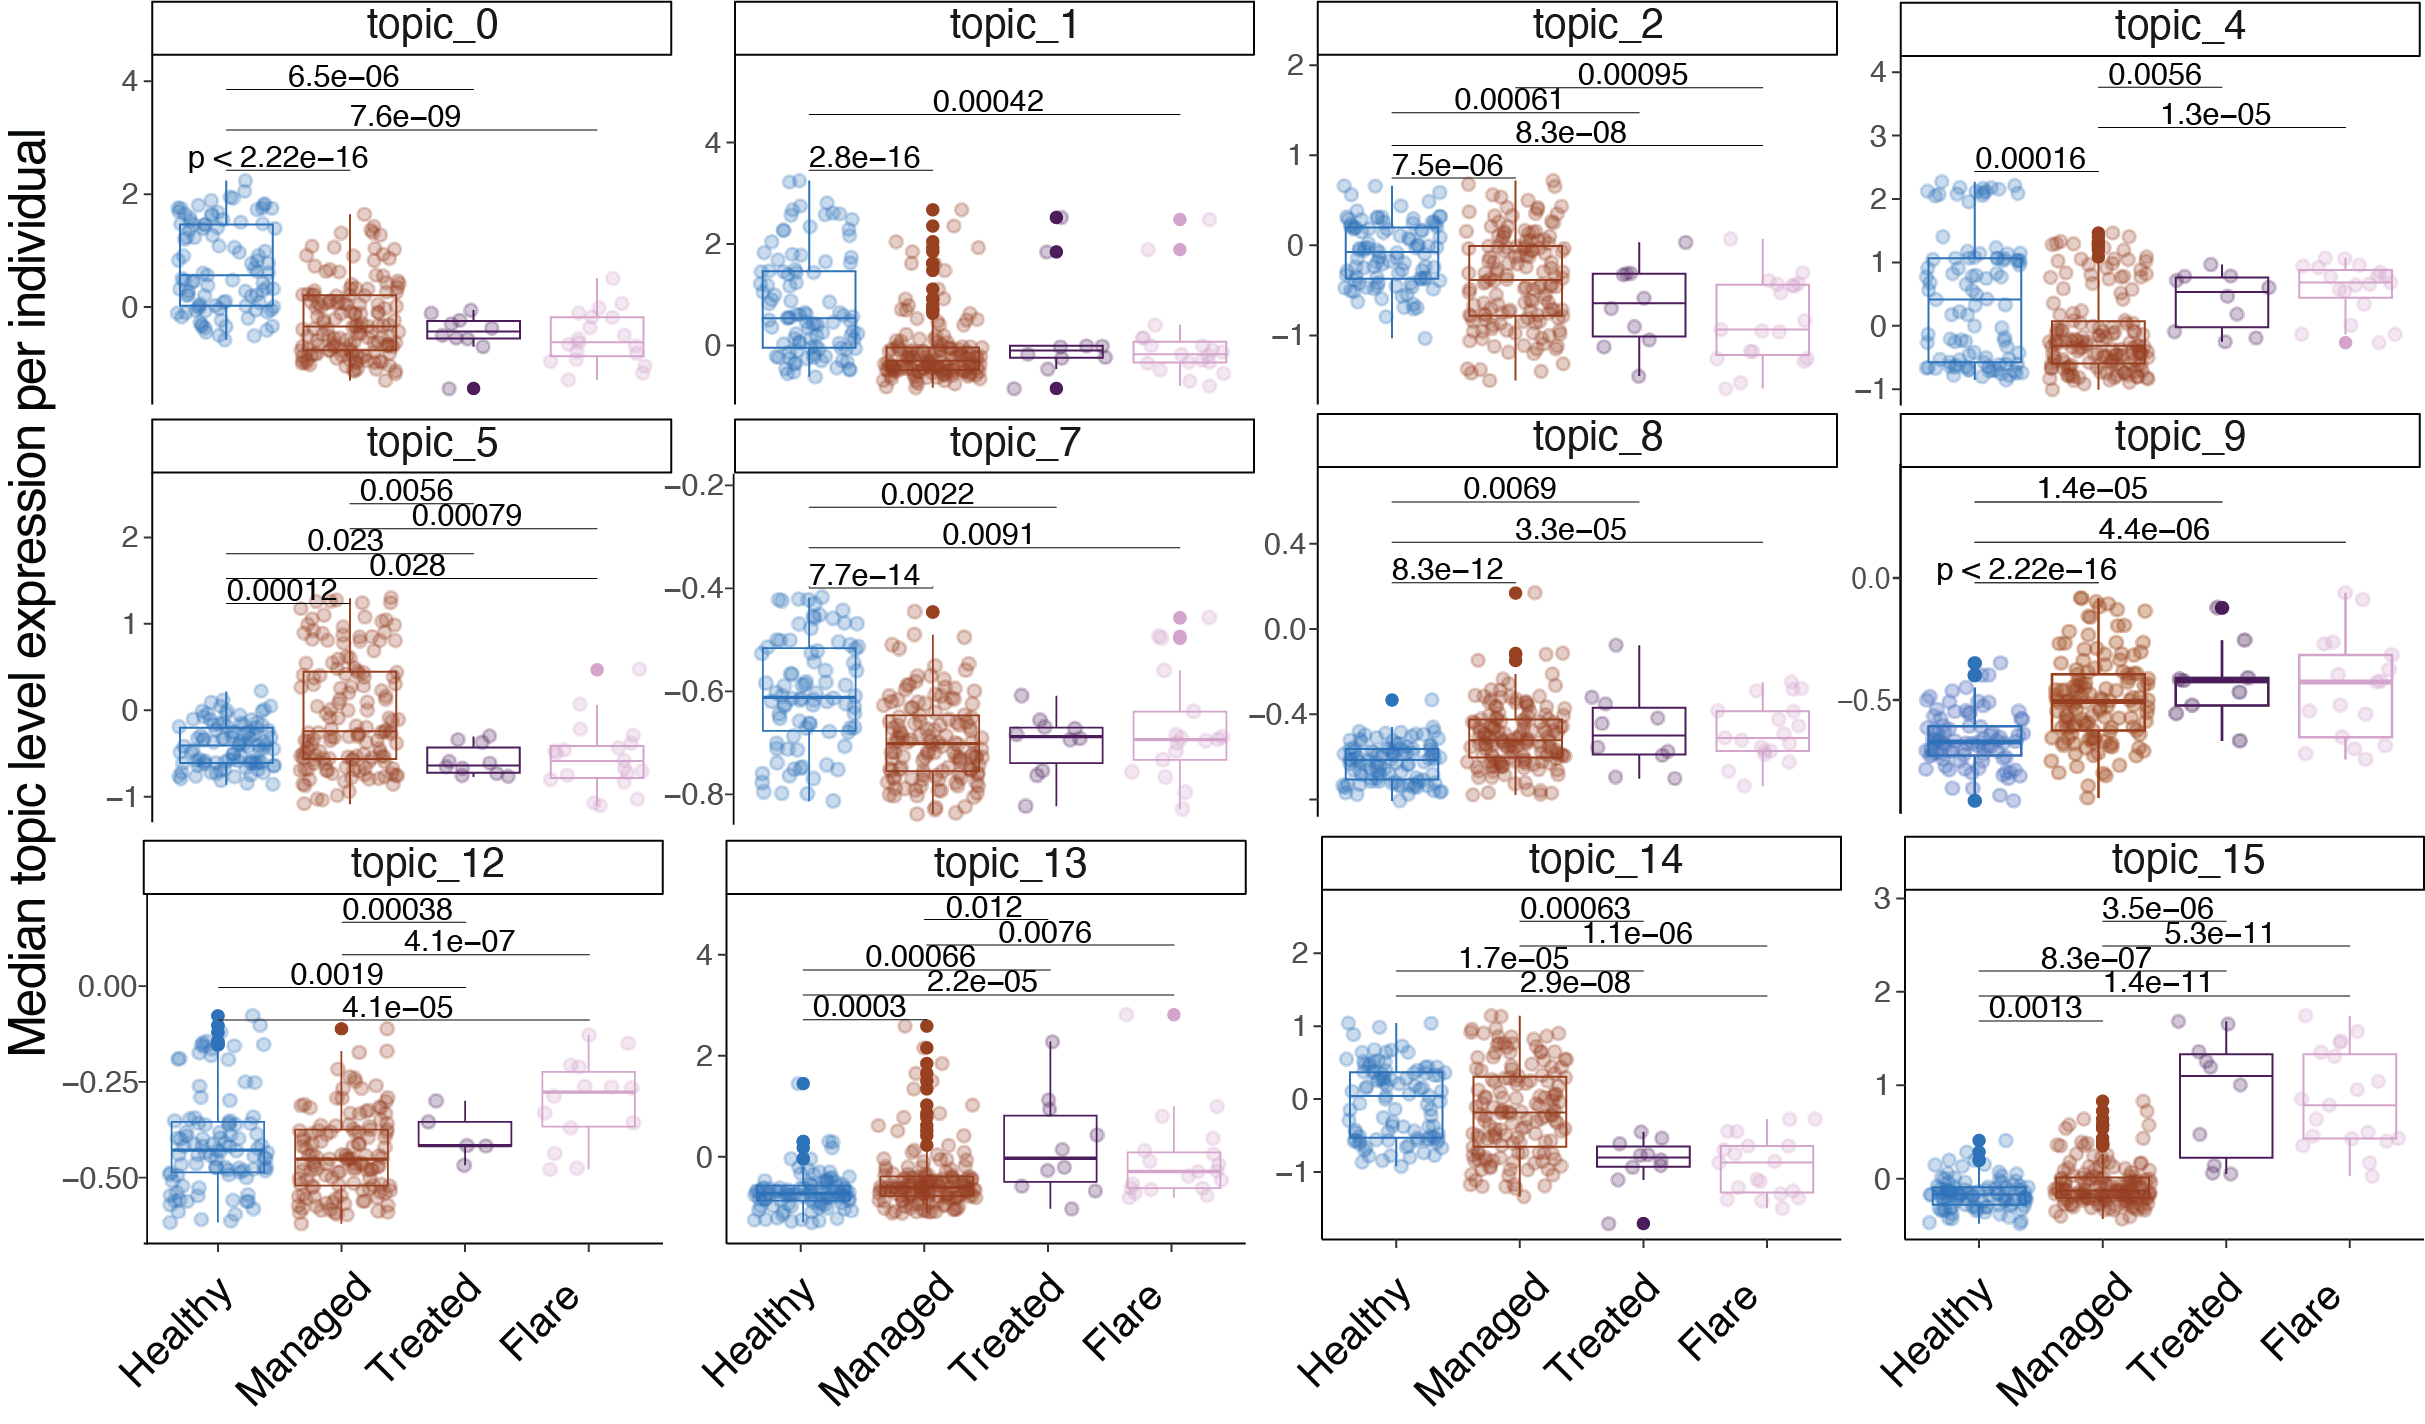 Median topic level expression per individual
topic_0
4
2
0
6.5e−06
7.6e−09
p < 2.22e−16
topic_1
4
2
0
0.00042
2.8e−16
topic_2
2
1
0
−1
0.00095
0.00061
8.3e−08
7.5e−06
topic_4
4
3
2
1
0
−1
0.0056
1.3e−05
0.00016
topic_5
2
1
0
−1
0.0056
0.00079
0.023
0.028
0.00012
topic_7
−0.2
−0.4
−0.6
−0.8
0.0022
0.0091
7.7e−14
topic_8
0.4
0.0
−0.4
0.0069
3.3e−05
8.3e−12
topic_9
0.0
−0.5
1.4e−05
4.4e−06
p < 2.22e−16
topic_12
0.00
−0.25
−0.50
0.00038
4.1e−07
0.0019
4.1e−05
topic_13
4
2
0
0.012
0.0076
0.00066
2.2e−05
0.0003
topic_14
2
1
0
−1
0.00063
1.1e−06
1.7e−05
2.9e−08
topic_15
3
2
1
0
3.5e−06
5.3e−11
8.3e−07
1.4e−11
0.0013
Healthy
Managed
Treated
Flare
Healthy
Managed
Treated
Flare
Healthy
Managed
Treated
Flare
Healthy
Managed
Treated
Flare